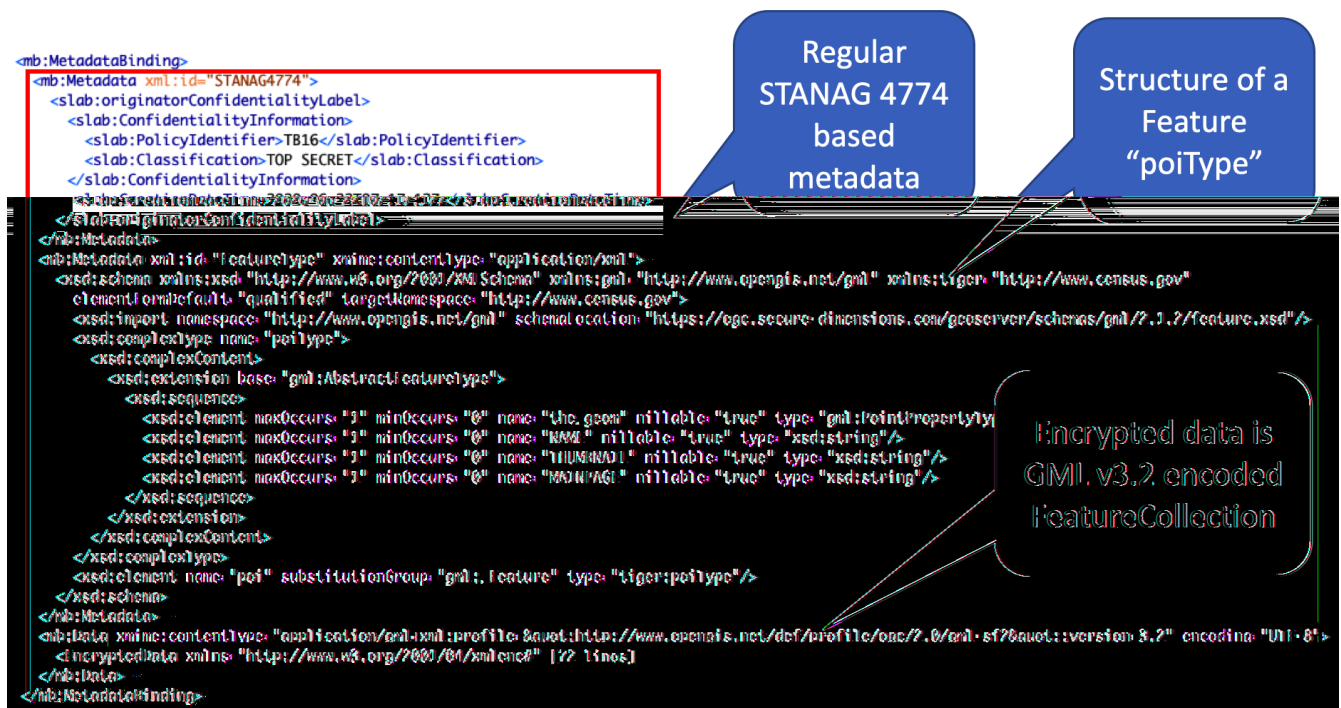 <mb:MetadataBinding>
<mb:Metadata xml:id="STANAG4774">
<slab:originatorConfidentialityLabel>
<slab:ConfidentialityInformation>
<slab:PolicyIdentifier>TB16</slab:PolicyIdentifier>
<slab:Classification>TOP SECRET</slab:Classification>
</slab:ConfidentialityInformation>
</slab:originatorConfidentialityLabel>
</mb:Metadata>
<mb:Metadata xml:id="FeatureType" xmime:contentType="application/xml">
<xsd:schema xmlns:xsd="http://www.w3.org/2001/XMLSchema" xmlns:gml="http://www.opengis.net/gml" xmlns:tiger="http://www.census.gov"
elementFormDefault="qualified" targetNamespace="http://www.census.gov">
<xsd:import namespace="http://www.opengis.net/gml" schemaLocation="https://ogc.secure-dimensions.com/geoserver/schemas/gml/2.1.2/feature.xsd"/>
<xsd:complexType name="poiType">
<xsd:complexContent>
<xsd:extension base="gml:AbstractFeatureType">
<xsd:sequence>
<xsd:element maxOccurs="1" minOccurs="0" name="the_geom" nillable="true" type="gml:PointPropertyTyp
<xsd:element maxOccurs="1" minOccurs="0" name="NAME" nillable="true" type="xsd:string"/>
<xsd:element maxOccurs="1" minOccurs="0" name="THUMBNAIL" nillable="true" type="xsd:string"/>
<xsd:element maxOccurs="1" minOccurs="0" name="MAINPAGE" nillable="true" type="xsd:string"/>
</xsd:sequence>
</xsd:extension>
</xsd:complexContent>
</xsd:complexType>
<xsd:element name="poi" substitutionGroup="gml:_Feature" type="tiger:poiType"/>
</xsd:schema>
</mb:Metadata>
<mb:Data xmime:contentType="application/gml+xml;profile=&quot;http://www.opengis.net/def/profile/ogc/2.0/gml-sf2&quot;;version=3.2" encoding="UTF-8">
<EncryptedData xmlns="http://www.w3.org/2001/04/xmlenc#" [22 lines]
</mb:Data>
</mb:MetadataBinding>
Regular
STANAG 4774
based
metadata
Structure of a
Feature
“poiType”
Encrypted data is
GML v3.2 encoded
FeatureCollection